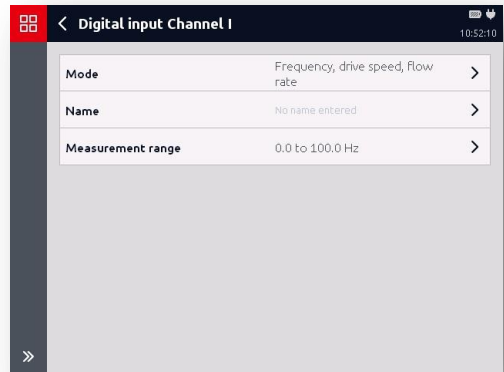 Digital input Channel I
10:52:10
Mode
Frequency, drive speed, flow
rate
Name
No name entered
Measurement range
0.0 to 100.0 Hz